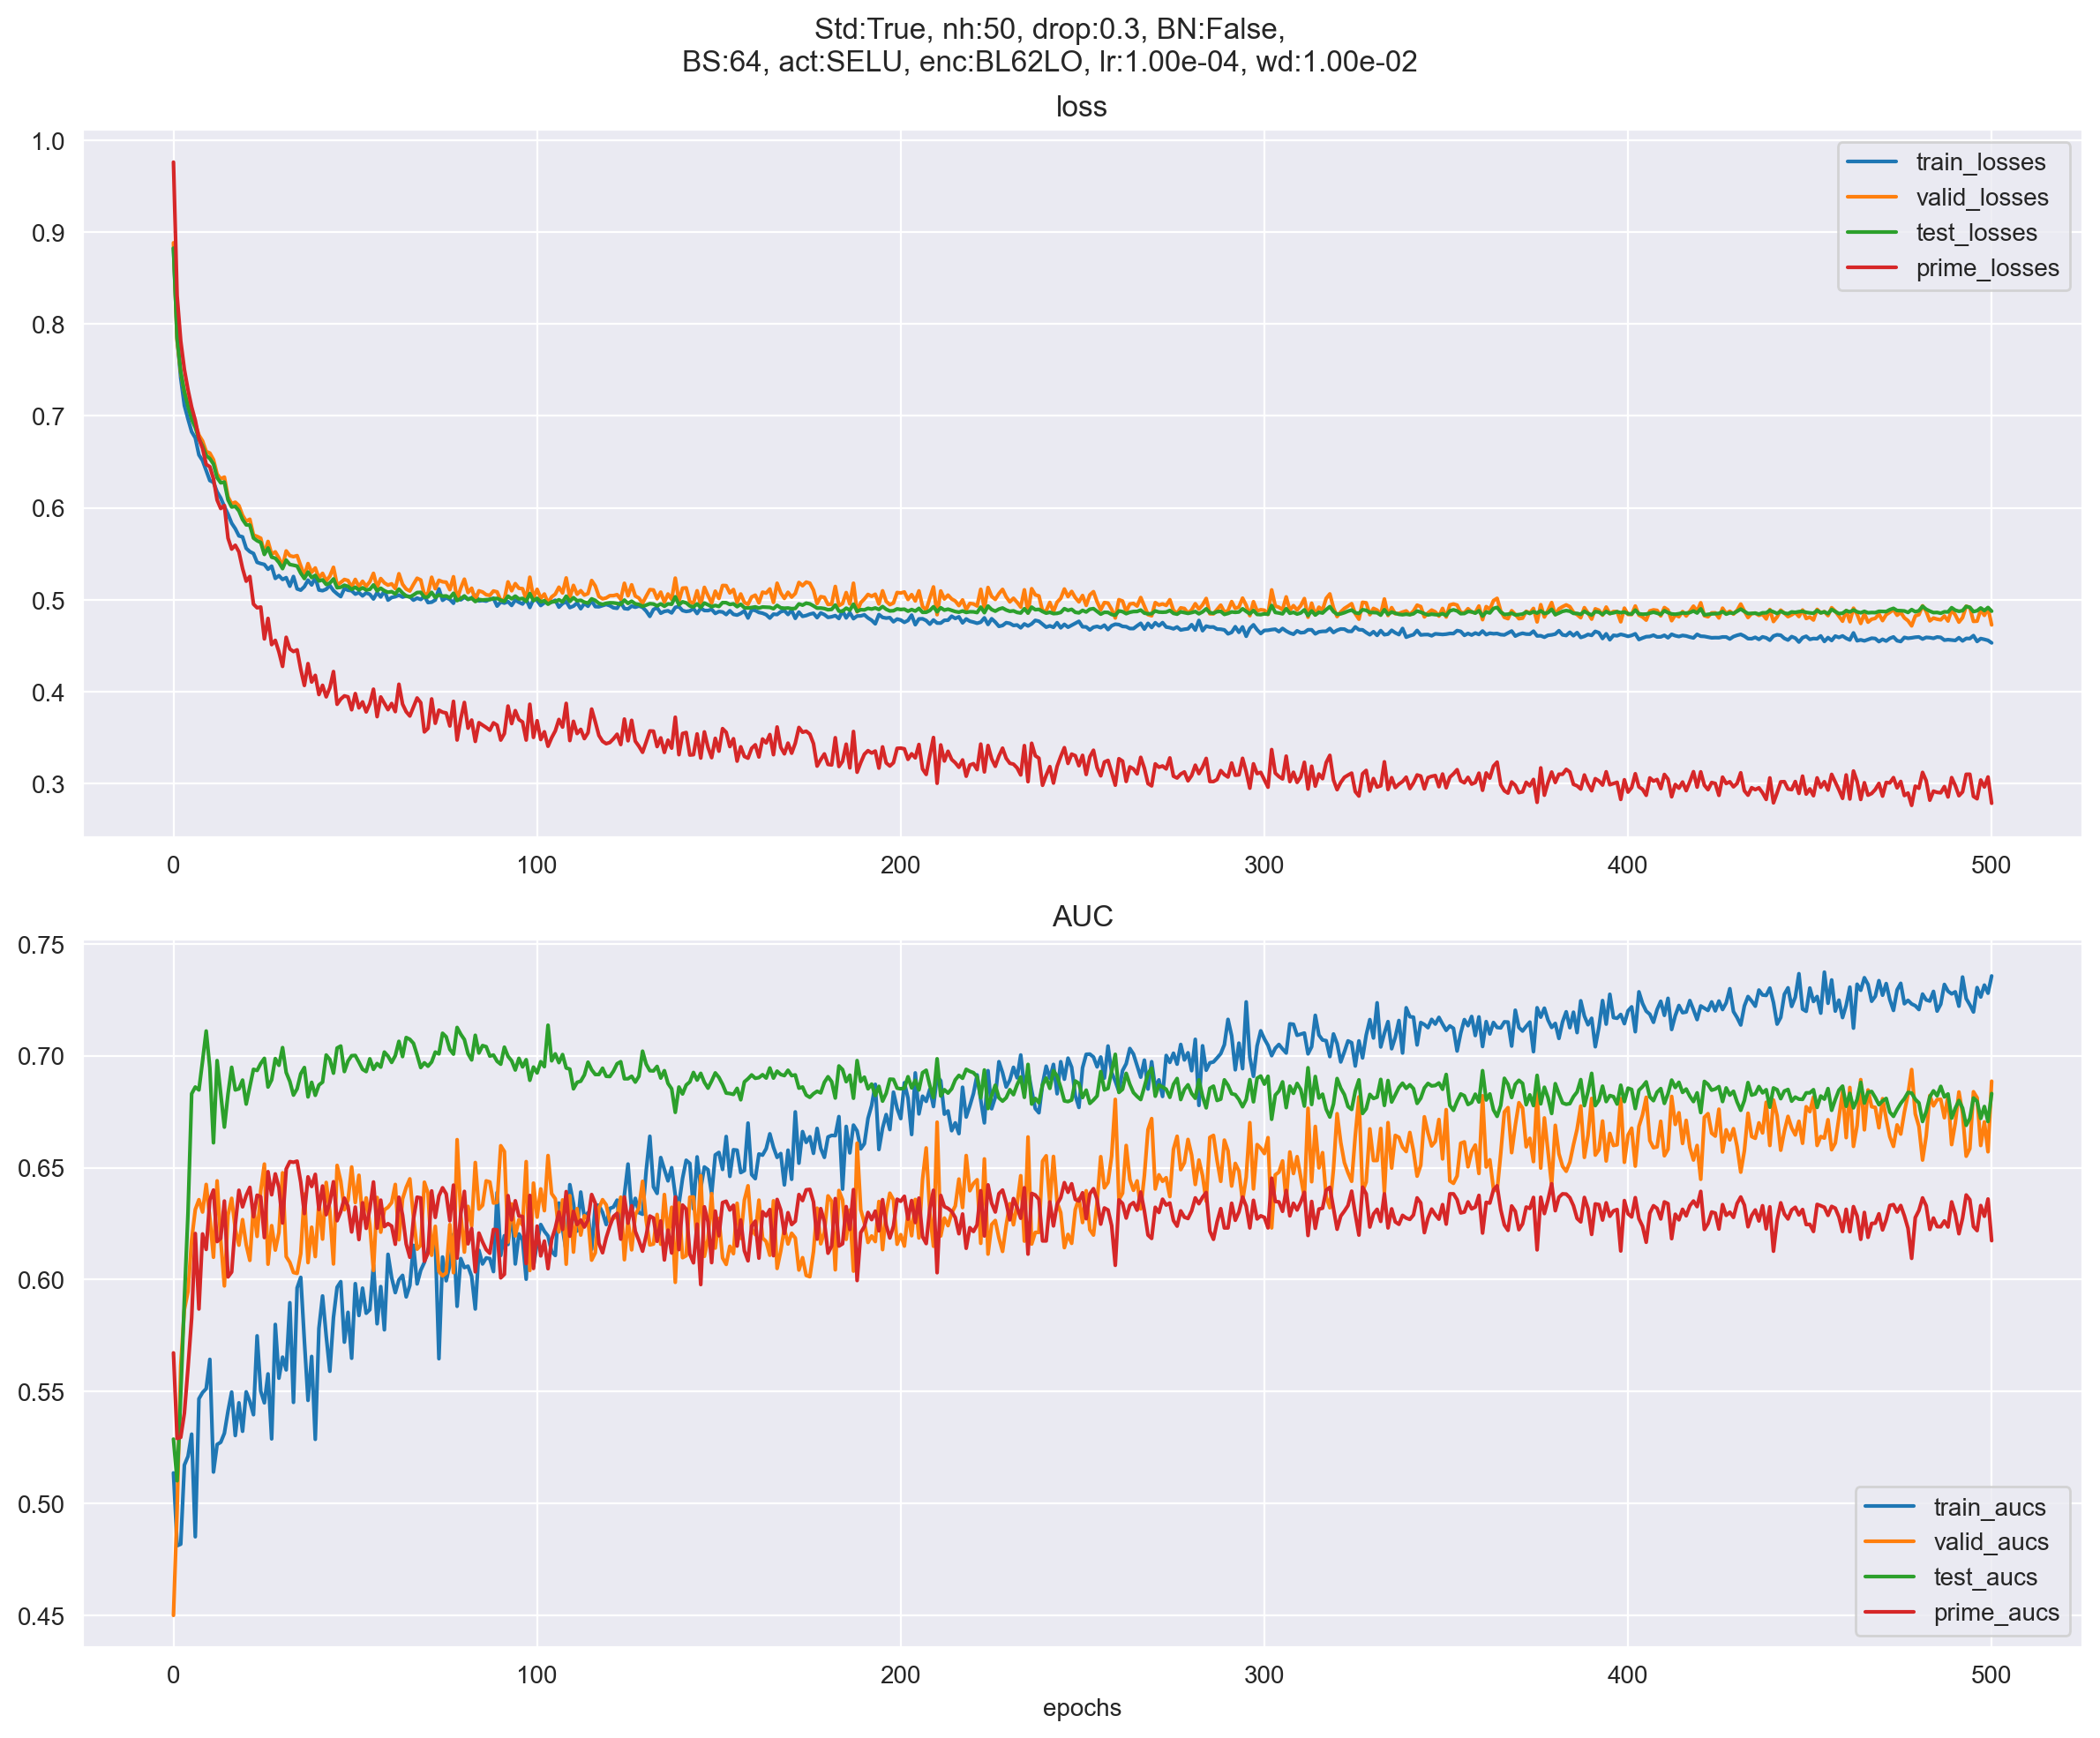 Std:True, nh:50, drop:0.3, BN:False,
BS:64, act:SELU, enc:BL62LO, lr:1.00e-04, wd:1.00e-02
loss
1.0
0.9
0.8
0.7
0.6
0.5
0.4
0.3
train_losses
valid_losses
test_losses
prime_losses
0 100 200 300 400 500
AUC
0.75
0.70
0.65
0.60
0.55
0.50
0.45
train_aucs
valid_aucs
test_aucs
prime_aucs
0 100 200 300 400 500
epochs